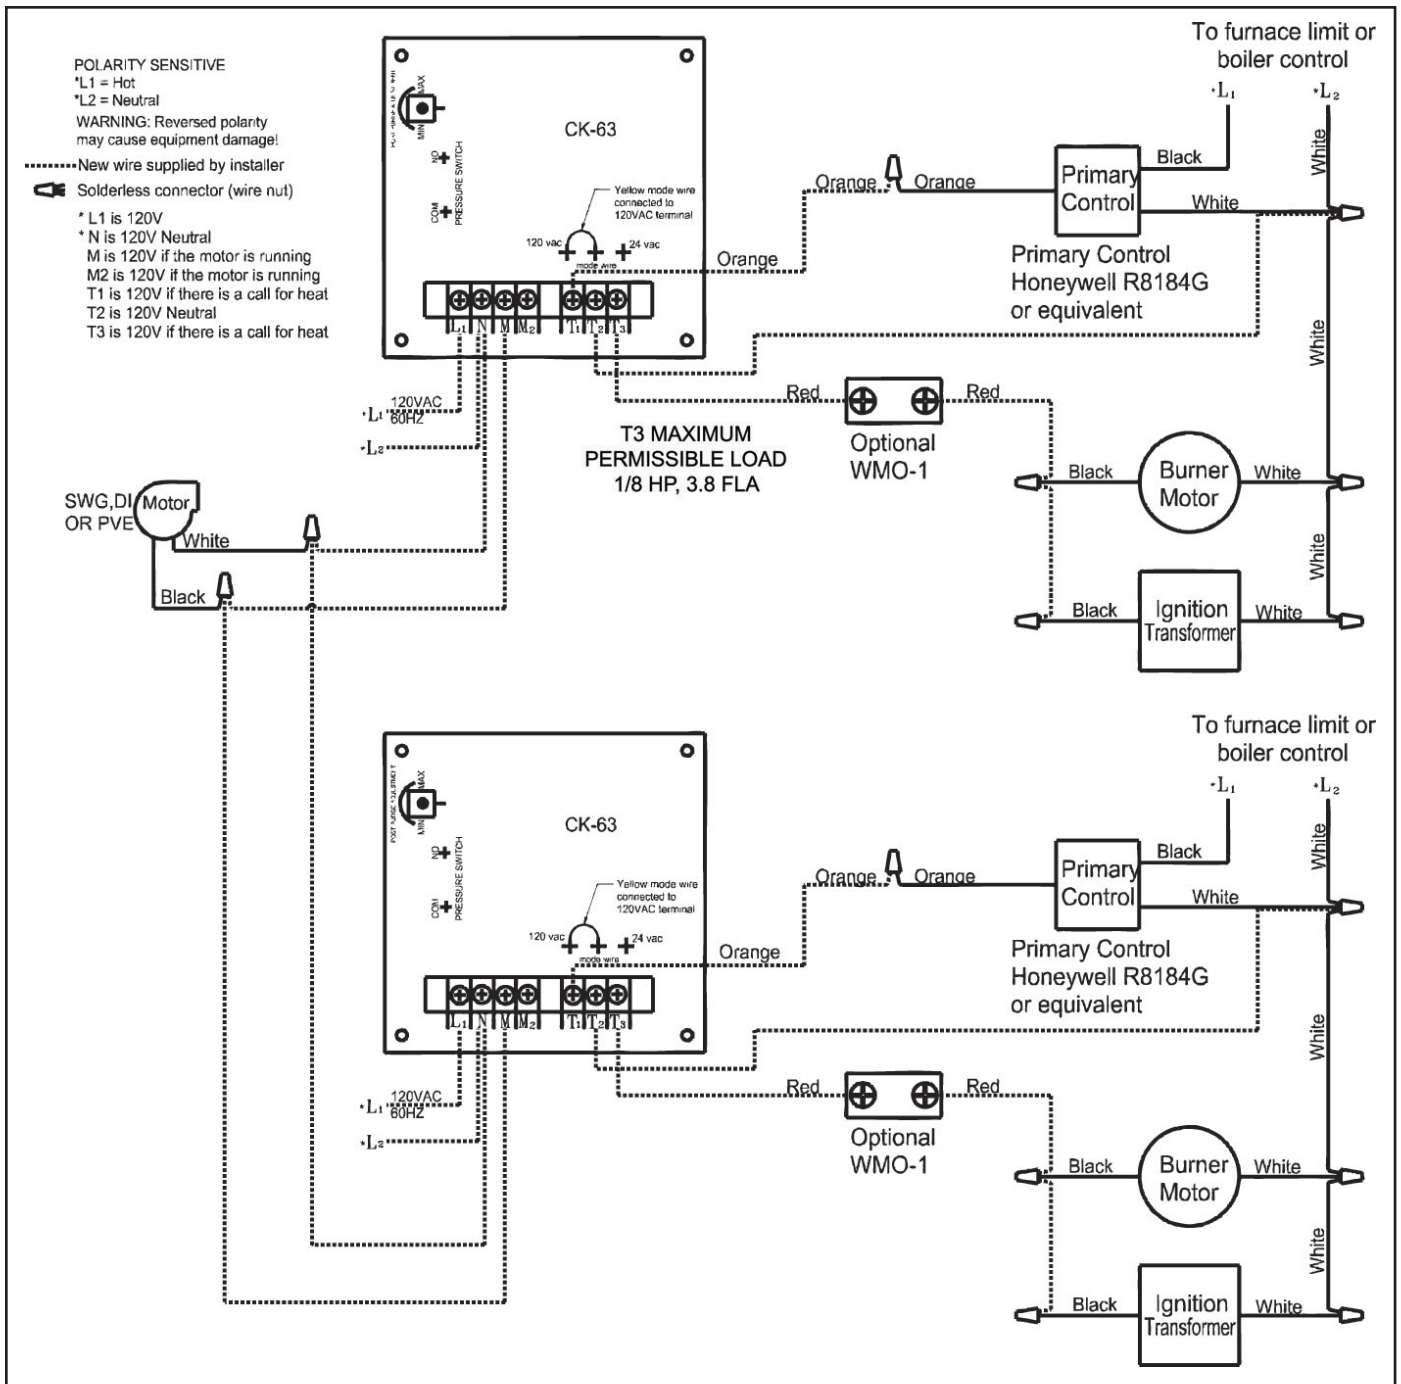 POLARITY SENSITIVE
*L1 = Hot
*L2 = Neutral
WARNING: Reversed polarity
may cause equipment damage!
New wire supplied by installer
Solderless connector (wire nut)
* L1 is 120V
* N is 120V Neutral
M is 120V if the motor is running
M2 is 120V if the motor is running
T1 is 120V if there is a call for heat
T2 is 120V Neutral
T3 is 120V if there is a call for heat
MAX
MIN
NO
COM
PRESSURE SWITCH
CK-63
Yellow mode wire
connected to
120VAC terminal
120 vac
24 vac
mode wire
L1 N M M2 T1 T2 T3
Orange
Orange
Orange
To furnace limit or
boiler control
*L1
*L2
Primary
Control
Black
White
White
Primary Control
Honeywell R8184G
or equivalent
White
*L1
120VAC
60HZ
*L2
Red
Red
Optional
WMO-1
T3 MAXIMUM
PERMISSIBLE LOAD
1/8 HP, 3.8 FLA
Black
Burner
Motor
White
White
Black
Ignition
Transformer
White
SWG,DI
OR PVE
Motor
White
Black
POST PURGE ADJUSTMENT
MAX
MIN
NO
COM
PRESSURE SWITCH
CK-63
Yellow mode wire
connected to
120VAC terminal
120 vac
24 vac
mode wire
L1 N M M2 T1 T2 T3
Orange
Orange
Orange
To furnace limit or
boiler control
*L1
*L2
Primary
Control
Black
White
White
Primary Control
Honeywell R8184G
or equivalent
White
*L1
120VAC
60HZ
*L2
Red
Red
Optional
WMO-1
Black
Burner
Motor
White
White
Black
Ignition
Transformer
White